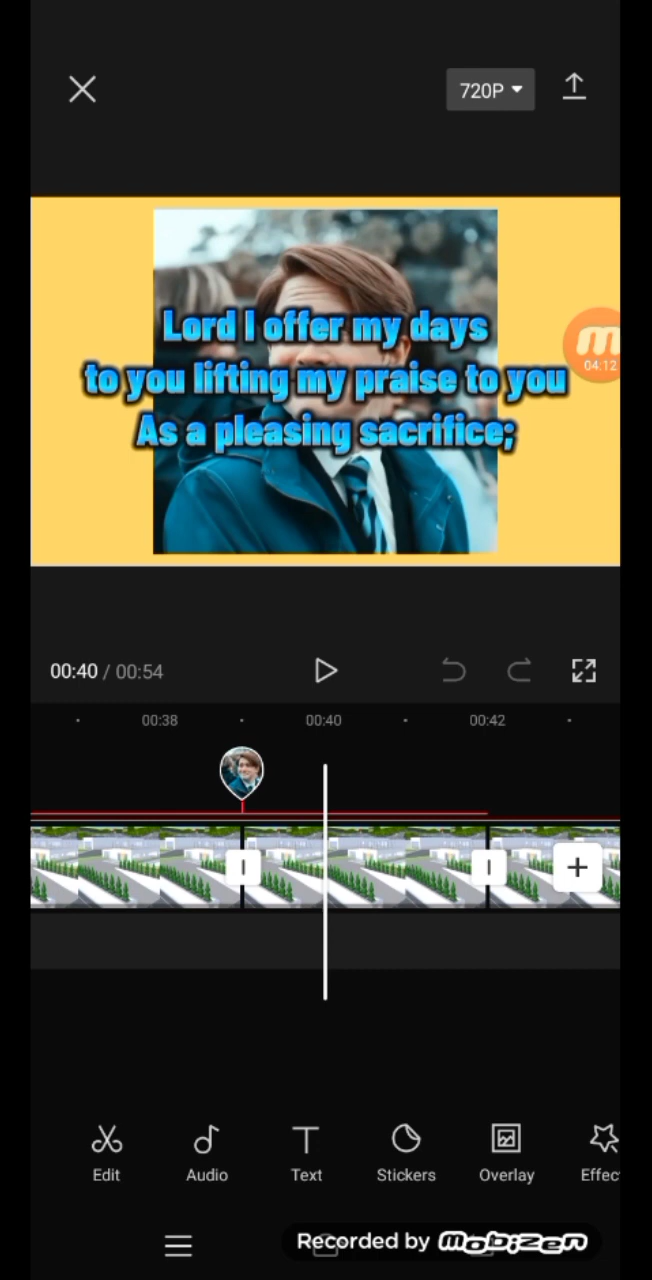 720P
Lord I offer my days
to you lifting my praise to you
As a pleasing sacrifice;
m
04:12
00:40 / 00:54
00:38
00:40
00:42
Edit
Audio
Text
Stickers
Overlay
Effec
Recorded by mobizen